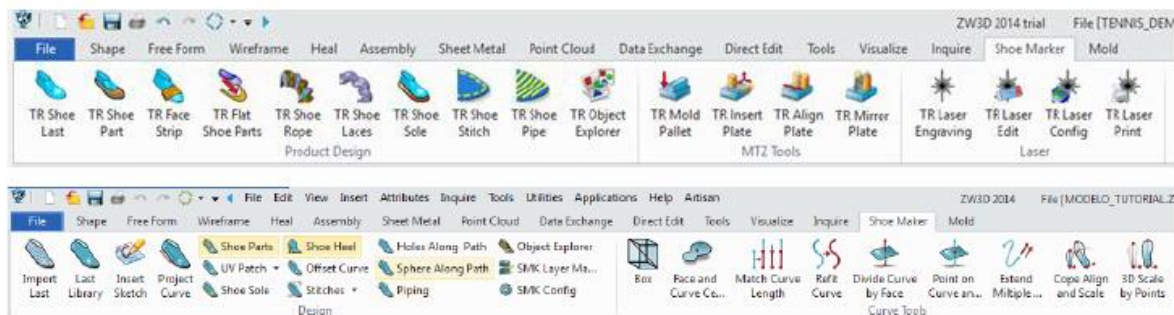 ZW3D 2014 trial File [TENNIS_DEM
File Shape Free Form Wireframe Heal Assembly Sheet Metal Point Cloud Data Exchange Direct Edit Tools Visualize Inquire Shoe Marker Mold
TR Shoe Last TR Shoe Part TR Face Strip TR Flat Shoe Parts TR Shoe Rope TR Shoe Laces TR Shoe Sole TR Shoe Stitch TR Shoe Pipe TR Object Explorer TR Mold Pallet TR Insert Plate TR Align Plate TR Mirror Plate TR Laser Engraving TR Laser Edit TR Laser Config TR Laser Print
Product Design MTZ Tools Laser
File Edit View Insert Attributes Inquire Tools Utilities Applications Help Artisan ZW3D 2014 File [MODELO_TUTORIAL.Z
File Shape Free Form Wireframe Heal Assembly Sheet Metal Point Cloud Data Exchange Direct Edit Tools Visualize Inquire Shoe Maker Mold
Shoe Parts Shoe Heel Holes Along Path Object Explorer
UV Patch Offset Curve Sphere Along Path SMK Layer Ma...
Shoe Sole Stitches Piping SMK Config
Import Last Last Library Insert Sketch Project Curve Box Face and Curve Ce... Match Curve Length Refit Curve Divide Curve by Face Point on Curve an... Extend Multiple... Cope Align and Scale 3D Scale by Points
Design Curve Tools